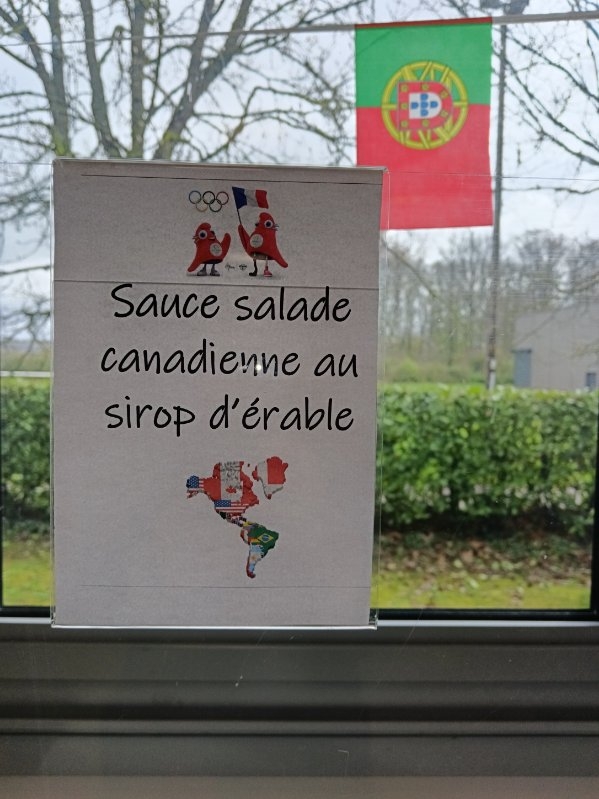 Sauce salade
canadienne au
sirop d'érable